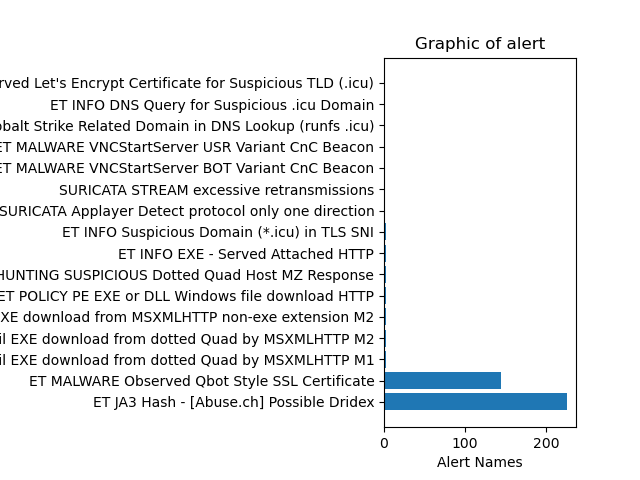 Graphic of alert
Let's Encrypt Certificate for Suspicious TLD (.icu)
ET INFO DNS Query for Suspicious .icu Domain
Strike Related Domain in DNS Lookup (runfs .icu)
ET MALWARE VNCStartServer USR Variant CnC Beacon
ET MALWARE VNCStartServer BOT Variant CnC Beacon
SURICATA STREAM excessive retransmissions
SURICATA Applayer Detect protocol only one direction
ET INFO Suspicious Domain (*.icu) in TLS SNI
ET INFO EXE - Served Attached HTTP
HUNTING SUSPICIOUS Dotted Quad Host MZ Response
ET POLICY PE EXE or DLL Windows file download HTTP
download from MSXMLHTTP non-exe extension M2
EXE download from dotted Quad by MSXMLHTTP M2
EXE download from dotted Quad by MSXMLHTTP M1
ET MALWARE Observed Qbot Style SSL Certificate
ET JA3 Hash - [Abuse.ch] Possible Dridex
0 100 200
Alert Names